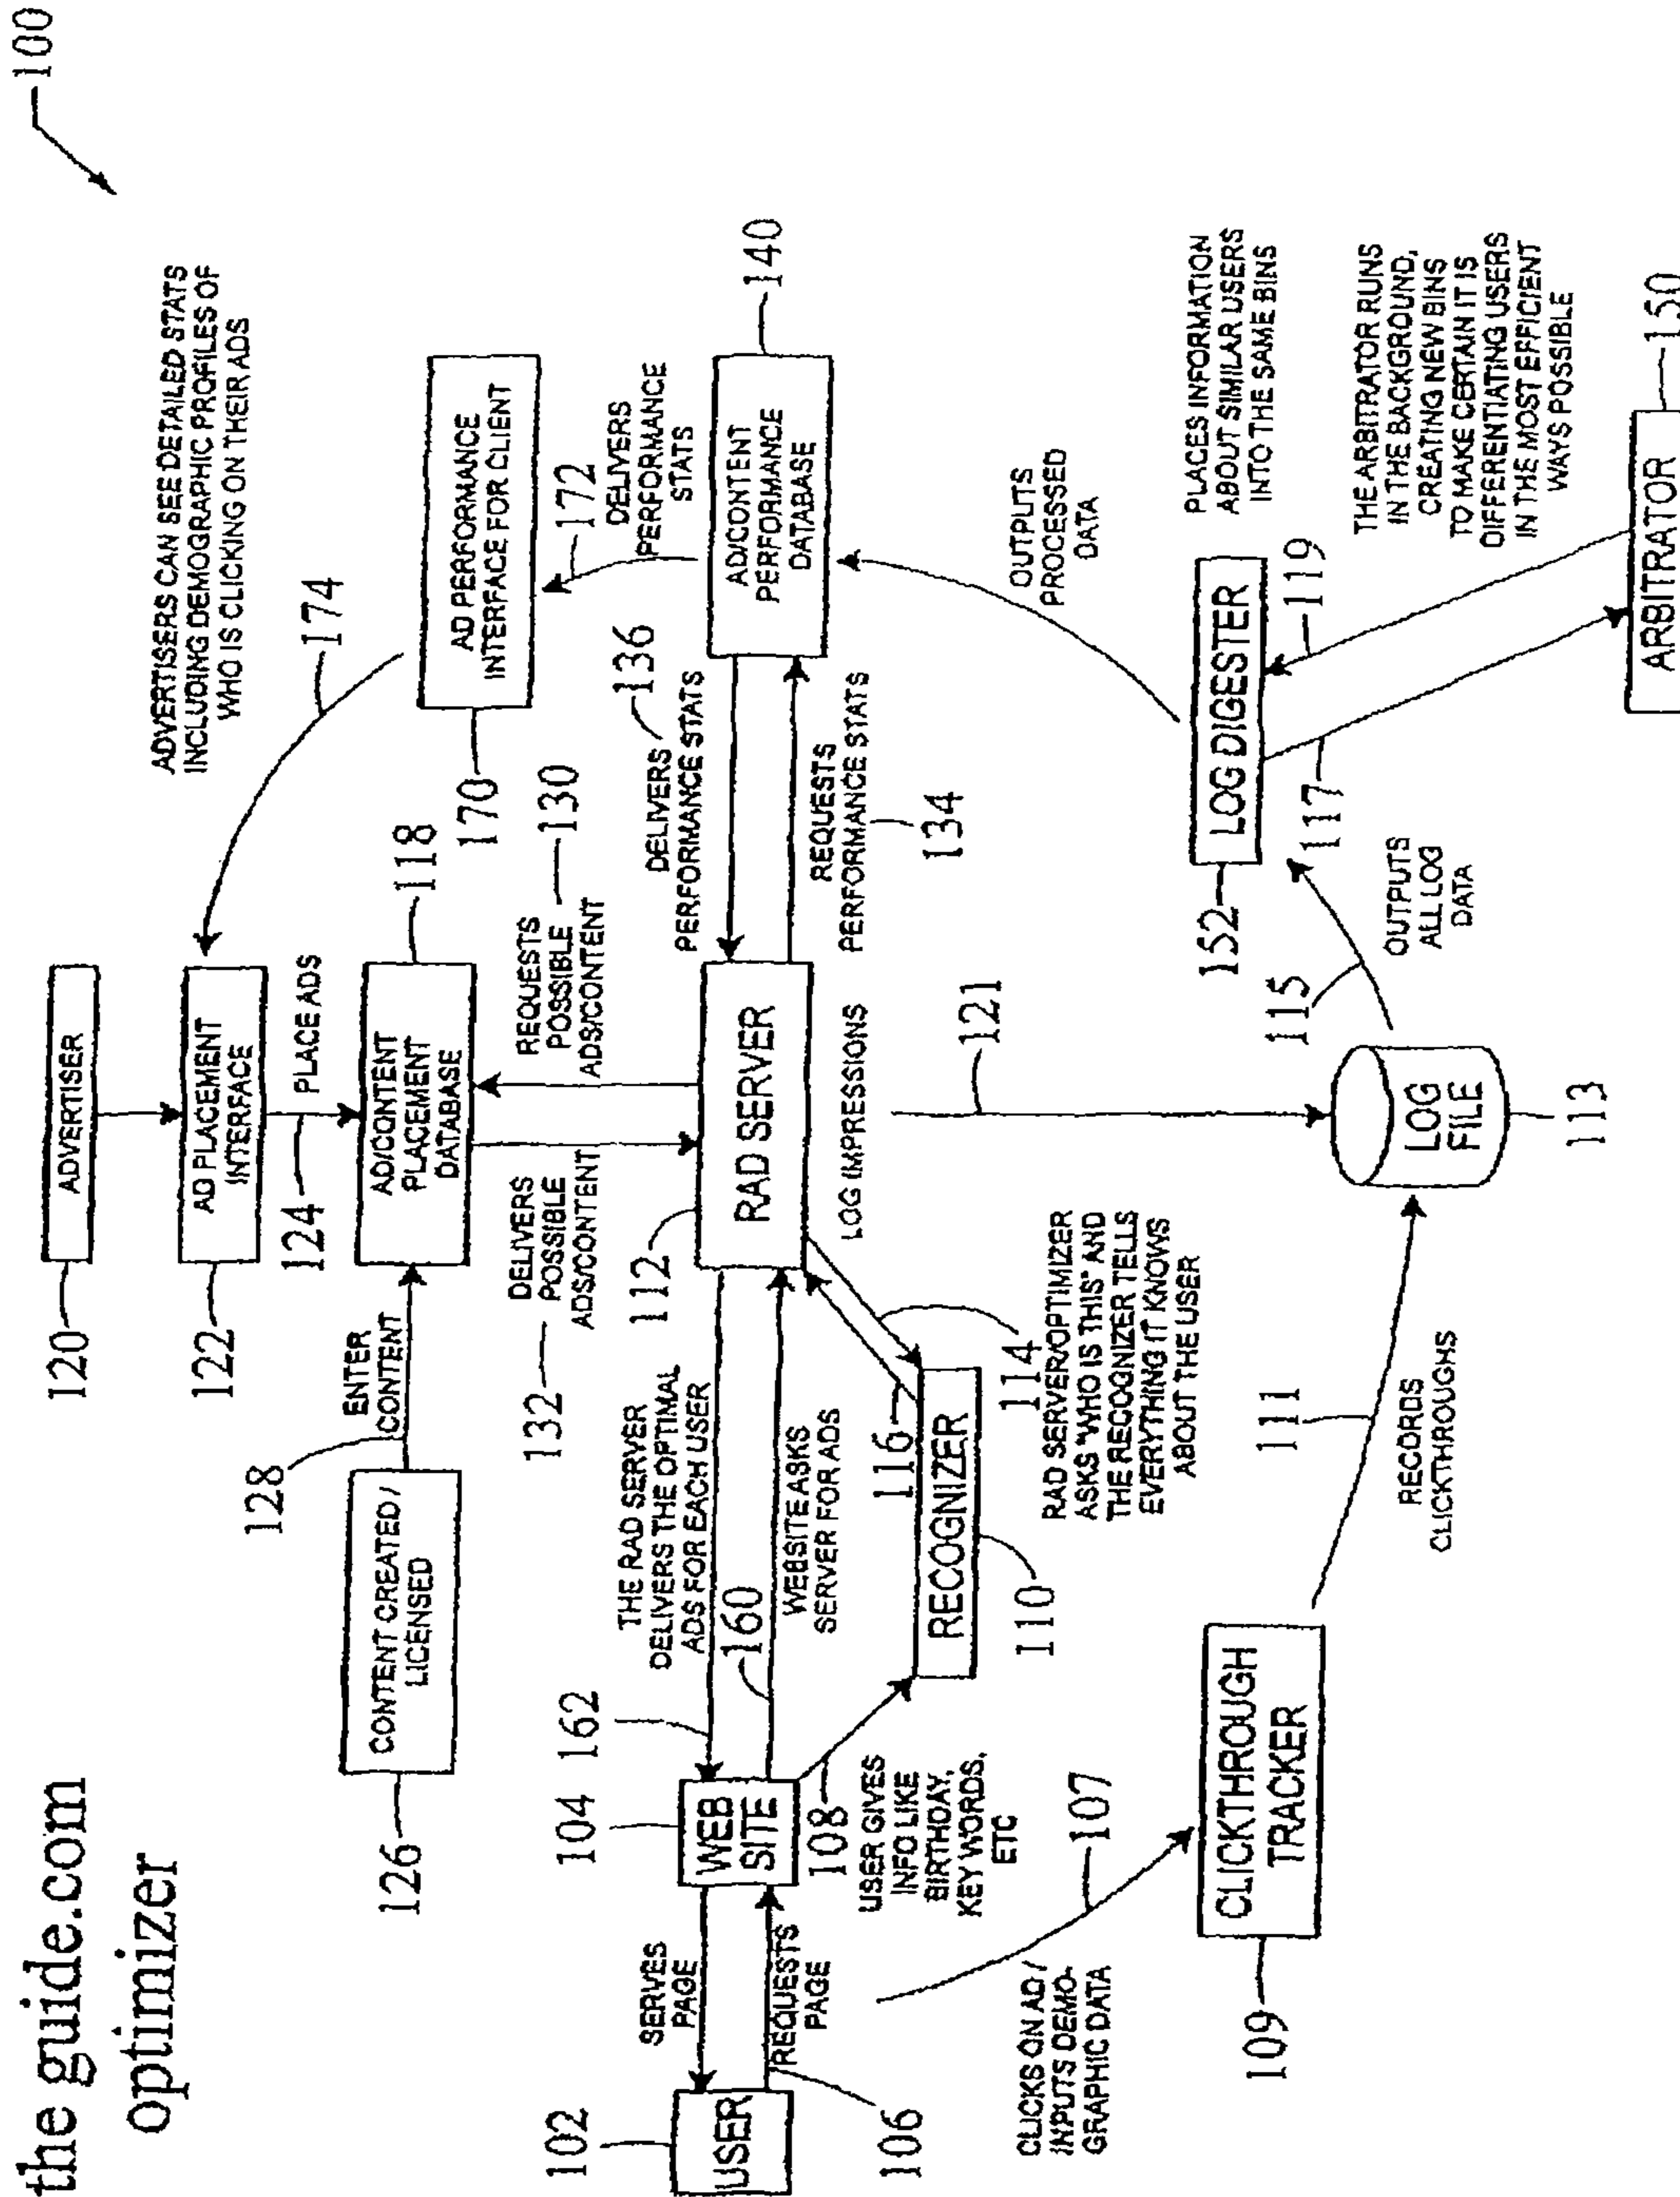 the guide.com
optimizer
100
120
ADVERTISER
122
AD PLACEMENT
INTERFACE
124
PLACE ADS
ADVERTISERS CAN SEE DETAILED STATS
INCLUDING DEMOGRAPHIC PROFILES OF
WHO IS CLICKING ON THEIR ADS
174
126
CONTENT CREATED /
LICENSED
128
ENTER
CONTENT
AD/CONTENT
PLACEMENT
DATABASE
118
170
AD PERFORMANCE
INTERFACE FOR CLIENT
172
DELIVERS
PERFORMANCE
STATS
132
DELIVERS
POSSIBLE
ADS/CONTENT
REQUESTS
POSSIBLE
ADS/CONTENT
130
102
USER
SERVES
PAGE
REQUESTS
PAGE
106
104
WEB
SITE
162
THE RAD SERVER
DELIVERS THE OPTIMAL
ADS FOR EACH USER
160
WEBSITE ASKS
SERVER FOR ADS
112
RAD SERVER
DELIVERS
PERFORMANCE STATS
136
REQUESTS
PERFORMANCE STATS
134
AD/CONTENT
PERFORMANCE
DATABASE
140
108
USER GIVES
INFO LIKE
BIRTHDAY,
KEY WORDS,
ETC
116
RECOGNIZER
110
114
RAD SERVER/OPTIMIZER
ASKS "WHO IS THIS" AND
THE RECOGNIZER TELLS
EVERYTHING IT KNOWS
ABOUT THE USER
LOG IMPRESSIONS
121
CLICKS ON AD /
INPUTS DEMO-
GRAPHIC DATA
107
109
CLICKTHROUGH
TRACKER
111
RECORDS
CLICKTHROUGHS
LOG
FILE
113
115
OUTPUTS
ALL LOG
DATA
152
LOG DIGESTER
OUTPUTS
PROCESSED
DATA
PLACES INFORMATION
ABOUT SIMILAR USERS
INTO THE SAME BINS
117
119
THE ARBITRATOR RUNS
IN THE BACKGROUND,
CREATING NEW BINS
TO MAKE CERTAIN IT IS
DIFFERENTIATING USERS
IN THE MOST EFFICIENT
WAYS POSSIBLE
ARBITRATOR
150